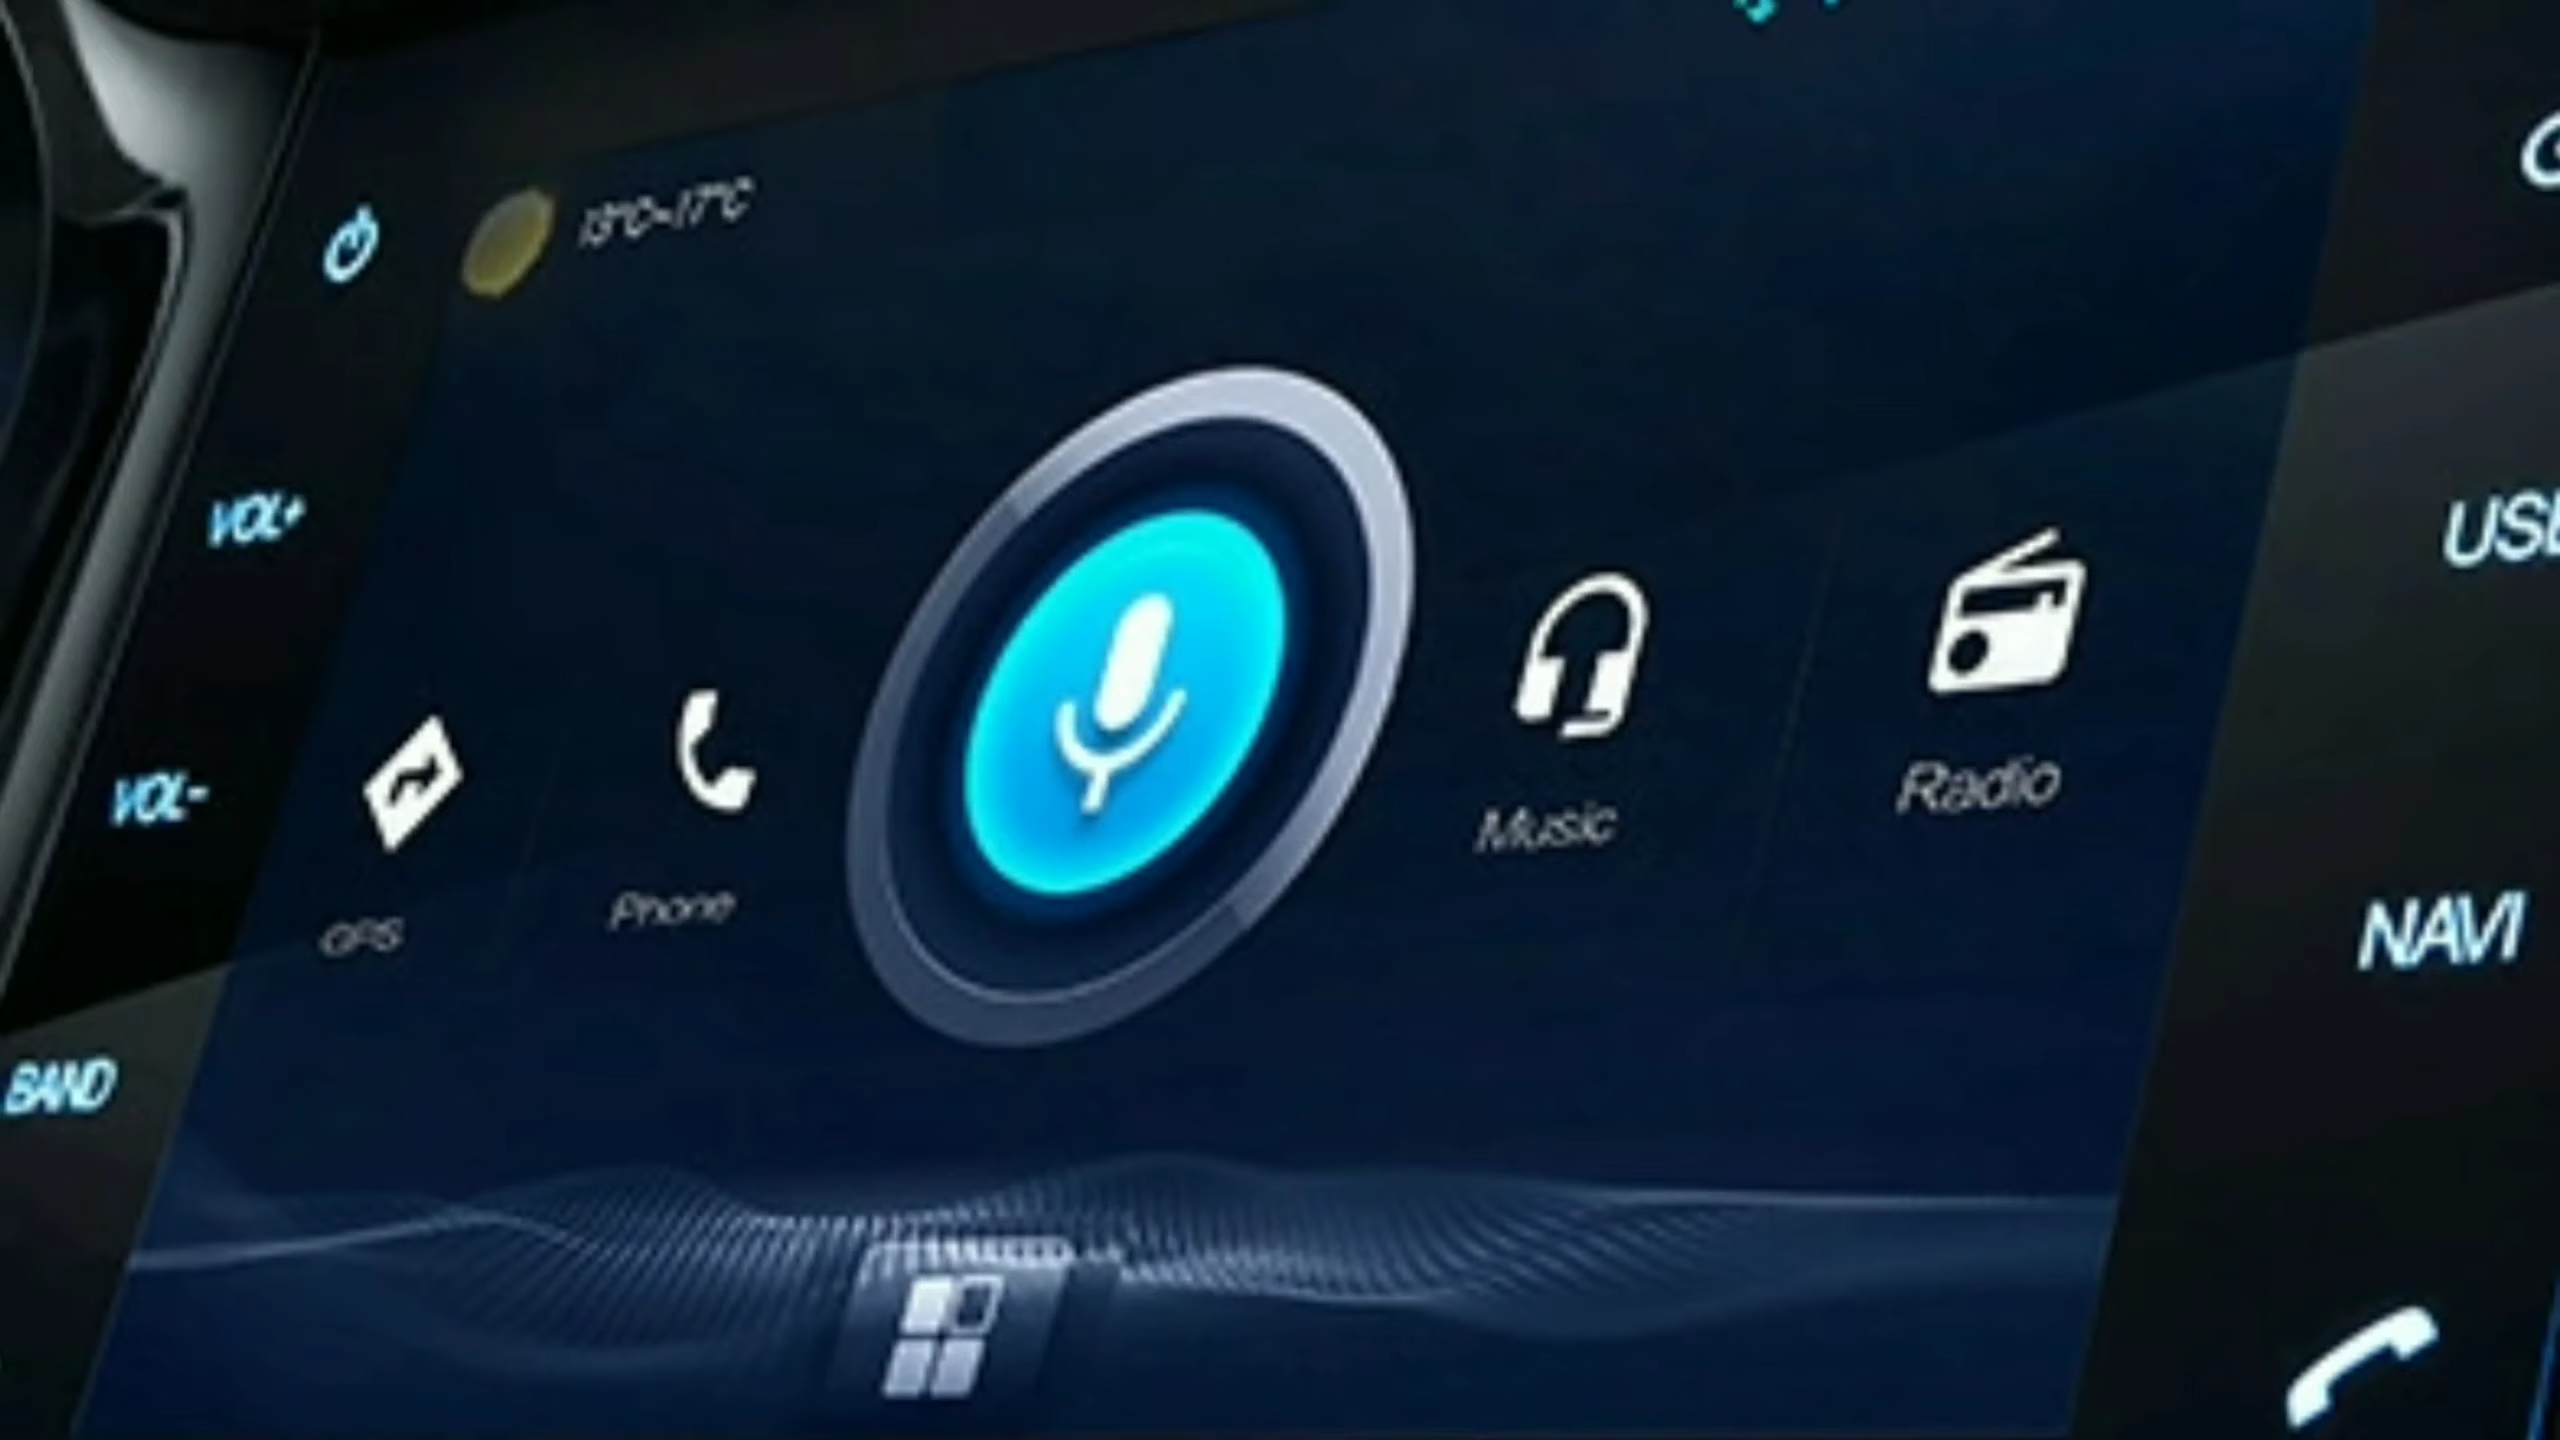 13°C~17°C
VOL+
USB
Radio
VOL-
Music
GPS
Phone
NAVI
BAND